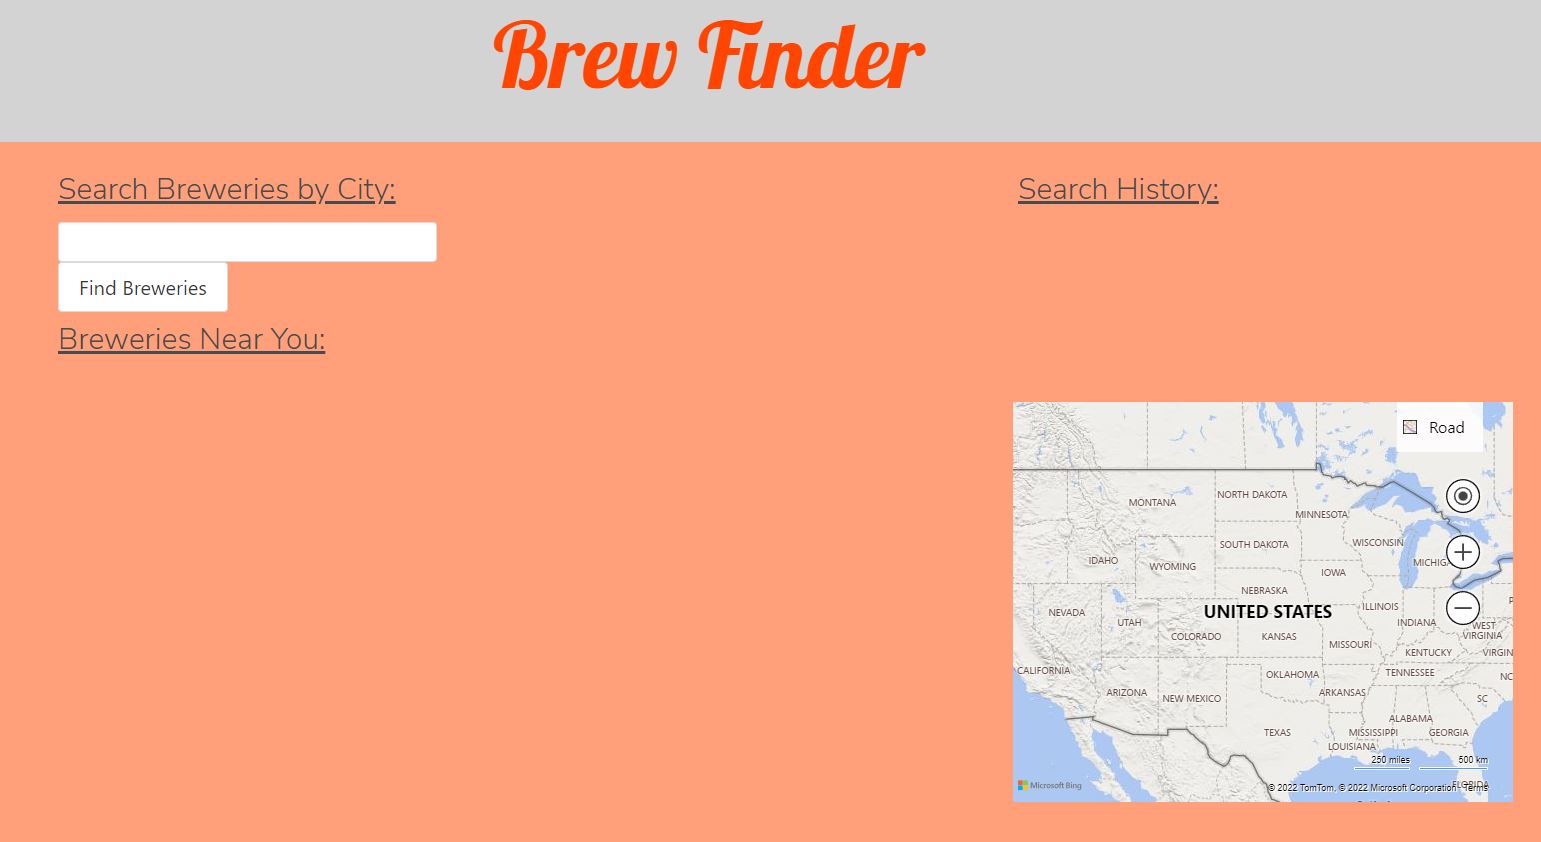 Brew Finder
Search Breweries by City:
Find Breweries
Breweries Near You:
Search History:
Road
MONTANA
NORTH DAKOTA
MINNESOTA
SOUTH DAKOTA
WISCONSIN
IDAHO
WYOMING
MICHIGA
IOWA
NEBRASKA
UNITED STATES
NEVADA
UTAH
ILLINOIS
INDIANA
WEST
VIRGINIA
COLORADO
KANSAS
MISSOURI
KENTUCKY
VIRGIN
CALIFORNIA
OKLAHOMA
TENNESSEE
NC
ARIZONA
NEW MEXICO
ARKANSAS
SC
ALABAMA
TEXAS
MISSISSIPPI
GEORGIA
LOUISIANA
250 miles
500 km
FLORIDA
Microsoft Bing
© 2022 TomTom, © 2022 Microsoft Corporation Terms